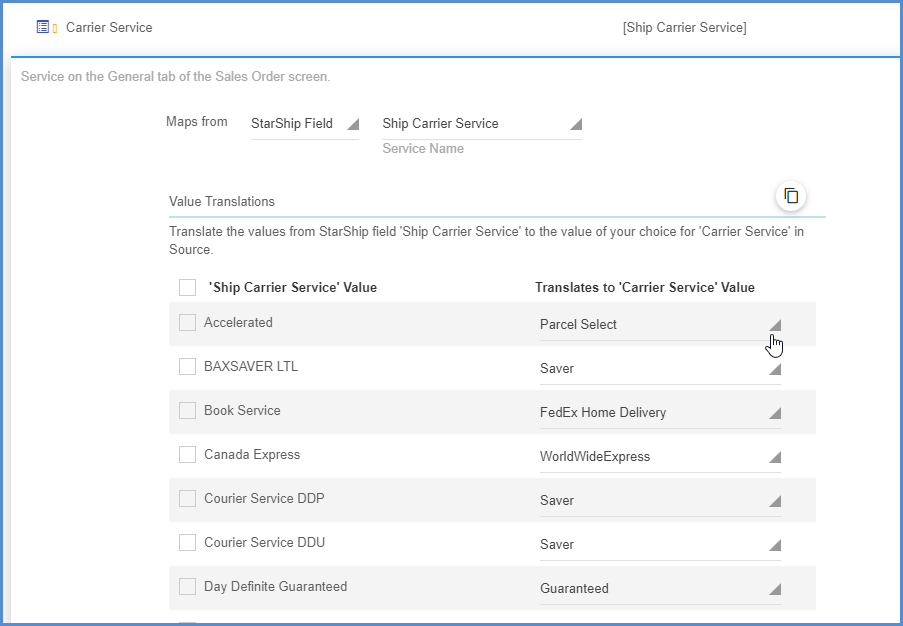 Carrier Service [Ship Carrier Service]
Service on the General tab of the Sales Order screen.
Maps from StarShip Field Ship Carrier Service
Service Name
Value Translations
Translate the values from StarShip field 'Ship Carrier Service' to the value of your choice for 'Carrier Service' in
Source.
'Ship Carrier Service' Value Translates to 'Carrier Service' Value
Accelerated Parcel Select
BAXSAVER LTL Saver
Book Service FedEx Home Delivery
Canada Express WorldWideExpress
Courier Service DDP Saver
Courier Service DDU Saver
Day Definite Guaranteed Guaranteed